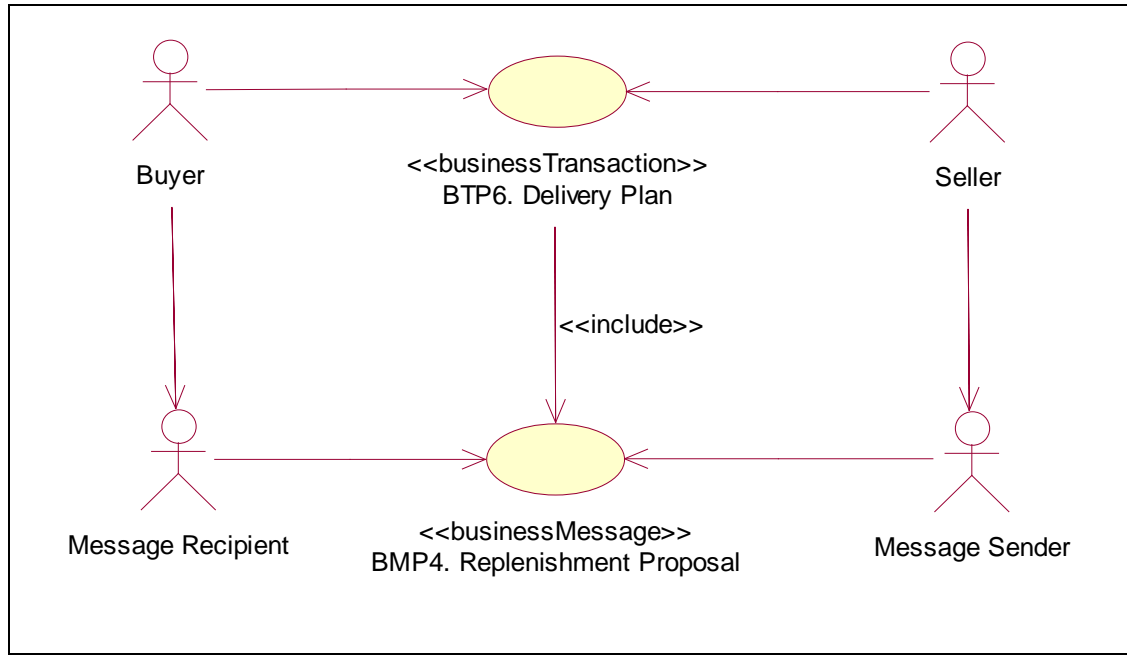 <<businessTransaction>>
Buyer
BTP6. Delivery Plan
Seller
<<include>>
Message Recipient
<<businessMessage>>
BMP4. Replenishment Proposal
Message Sender